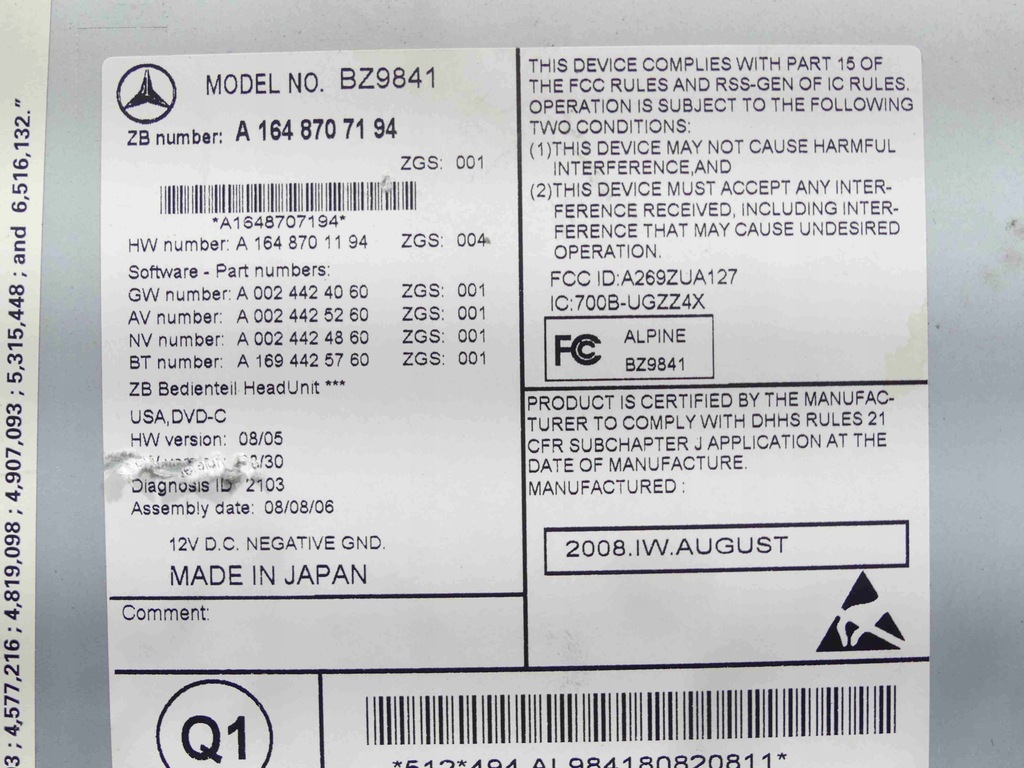 3 ; 4,577,216 ; 4,819,098 ; 4,907,093 ; 5,315,448 ; and 6,516,132."
MODEL NO. BZ9841
ZB number: A 164 870 71 94
ZGS: 001
*A1648707194*
HW number: A 164 870 11 94 ZGS: 004
Software - Part numbers:
GW number: A 002 442 40 60 ZGS: 001
AV number: A 002 442 52 60 ZGS: 001
NV number: A 002 442 48 60 ZGS: 001
BT number: A 169 442 57 60 ZGS: 001
ZB Bedienteil HeadUnit ***
USA,DVD-C
HW version: 08/05
/30
Diagnosis ID 2103
Assembly date: 08/08/06
12V D.C. NEGATIVE GND.
MADE IN JAPAN
Comment:
THIS DEVICE COMPLIES WITH PART 15 OF
THE FCC RULES AND RSS-GEN OF IC RULES.
OPERATION IS SUBJECT TO THE FOLLOWING
TWO CONDITIONS:
(1)THIS DEVICE MAY NOT CAUSE HARMFUL
INTERFERENCE,AND
(2)THIS DEVICE MUST ACCEPT ANY INTER-
FERENCE RECEIVED, INCLUDING INTER-
FERENCE THAT MAY CAUSE UNDESIRED
OPERATION.
FCC ID:A269ZUA127
IC:700B-UGZZ4X
FC ALPINE
BZ9841
PRODUCT IS CERTIFIED BY THE MANUFAC-
TURER TO COMPLY WITH DHHS RULES 21
CFR SUBCHAPTER J APPLICATION AT THE
DATE OF MANUFACTURE.
MANUFACTURED :
2008.IW.AUGUST
Q1
*512*494 AL984180820811*